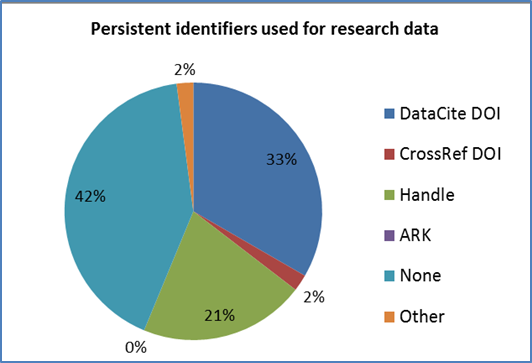 Persistent identifiers used for research data
2%
33%
42%
2%
21%
0%
DataCite DOI
CrossRef DOI
Handle
ARK
None
Other